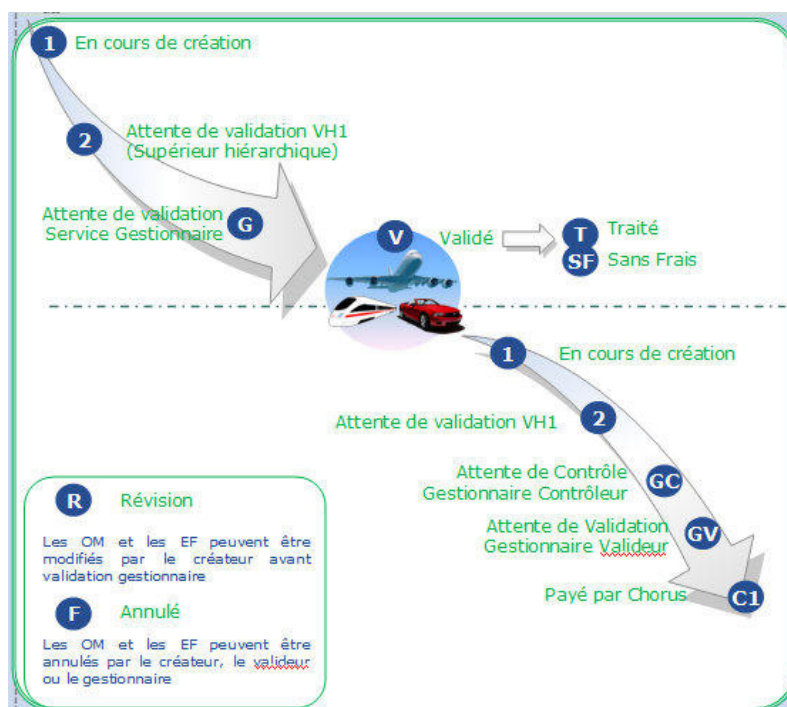 1 En cours de création
2 Attente de validation VH1
(Supérieur hiérarchique)
Attente de validation
Service Gestionnaire G
V Validé
T Traité
SF Sans Frais
1 En cours de création
Attente de validation VH1 2
Attente de Contrôle
Gestionnaire Contrôleur GC
Attente de Validation
Gestionnaire Valideur GV
Payé par Chorus C1
R Révision
Les OM et les EF peuvent être
modifiés par le créateur avant
validation gestionnaire
F Annulé
Les OM et les EF peuvent être
annulés par le créateur, le valideur
ou le gestionnaire